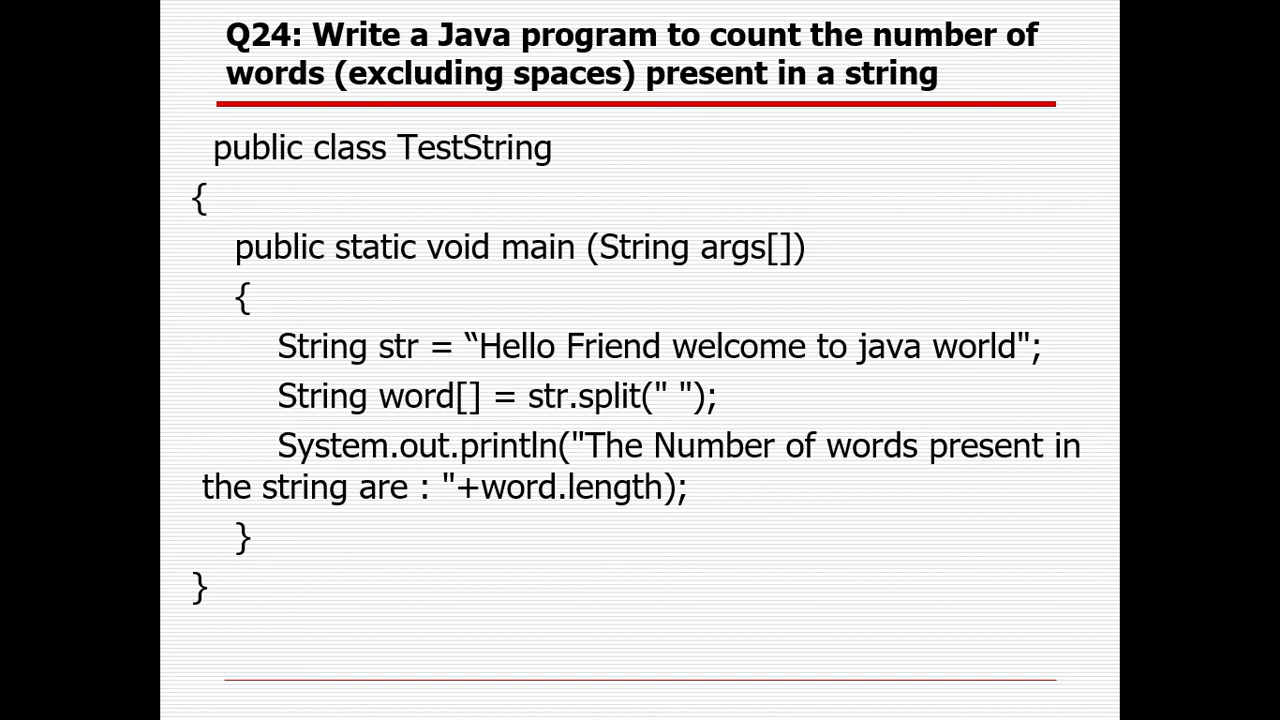 Q24: Write a Java program to count the number of
words (excluding spaces) present in a string
public class TestString
{
public static void main (String args[])
{
String str = “Hello Friend welcome to java world";
String word[] = str.split(" ");
System.out.println("The Number of words present in
the string are : "+word.length);
}
}